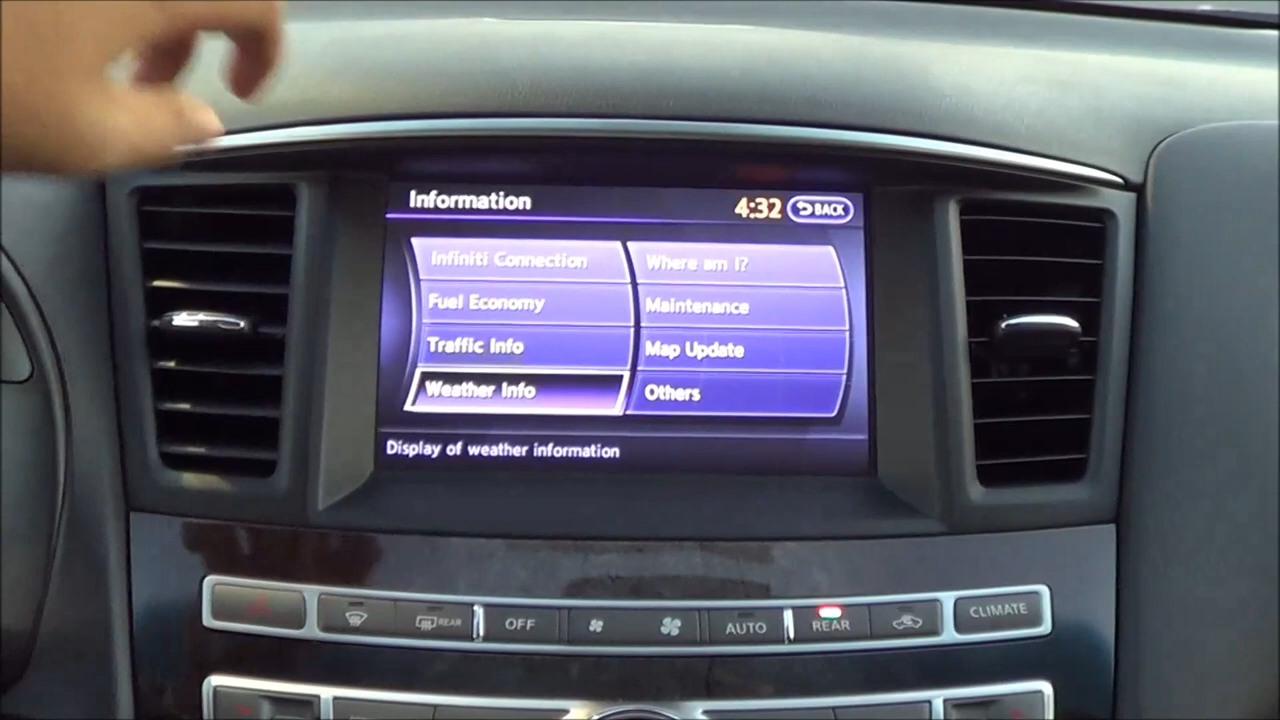 Information
4:32
BACK
Infiniti Connection
Where am I?
Fuel Economy
Maintenance
Traffic Info
Map Update
Weather Info
Others
Display of weather information
REAR
OFF
AUTO
REAR
CLIMATE